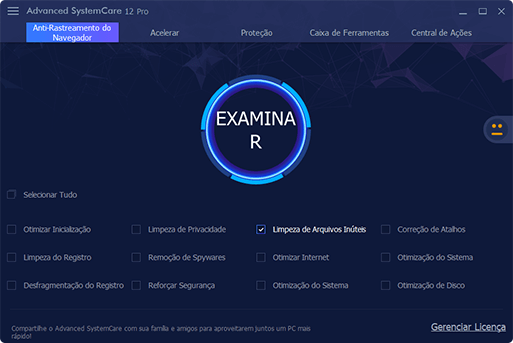 Advanced SystemCare 12 Pro
Anti-Rastreamento do
Navegador
Acelerar
Proteção
Caixa de Ferramentas
Central de Ações
EXAMINA
R
Selecionar Tudo
Otimizar Inicialização
Limpeza de Privacidade
Limpeza de Arquivos Inúteis
Correção de Atalhos
Limpeza do Registro
Remoção de Spywares
Otimizar Internet
Otimização do Sistema
Desfragmentação do Registro
Reforçar Segurança
Otimização do Sistema
Otimização de Disco
Compartilhe o Advanced SystemCare com sua família e amigos para aproveitarem juntos um PC mais
rápido!
Gerenciar Licença